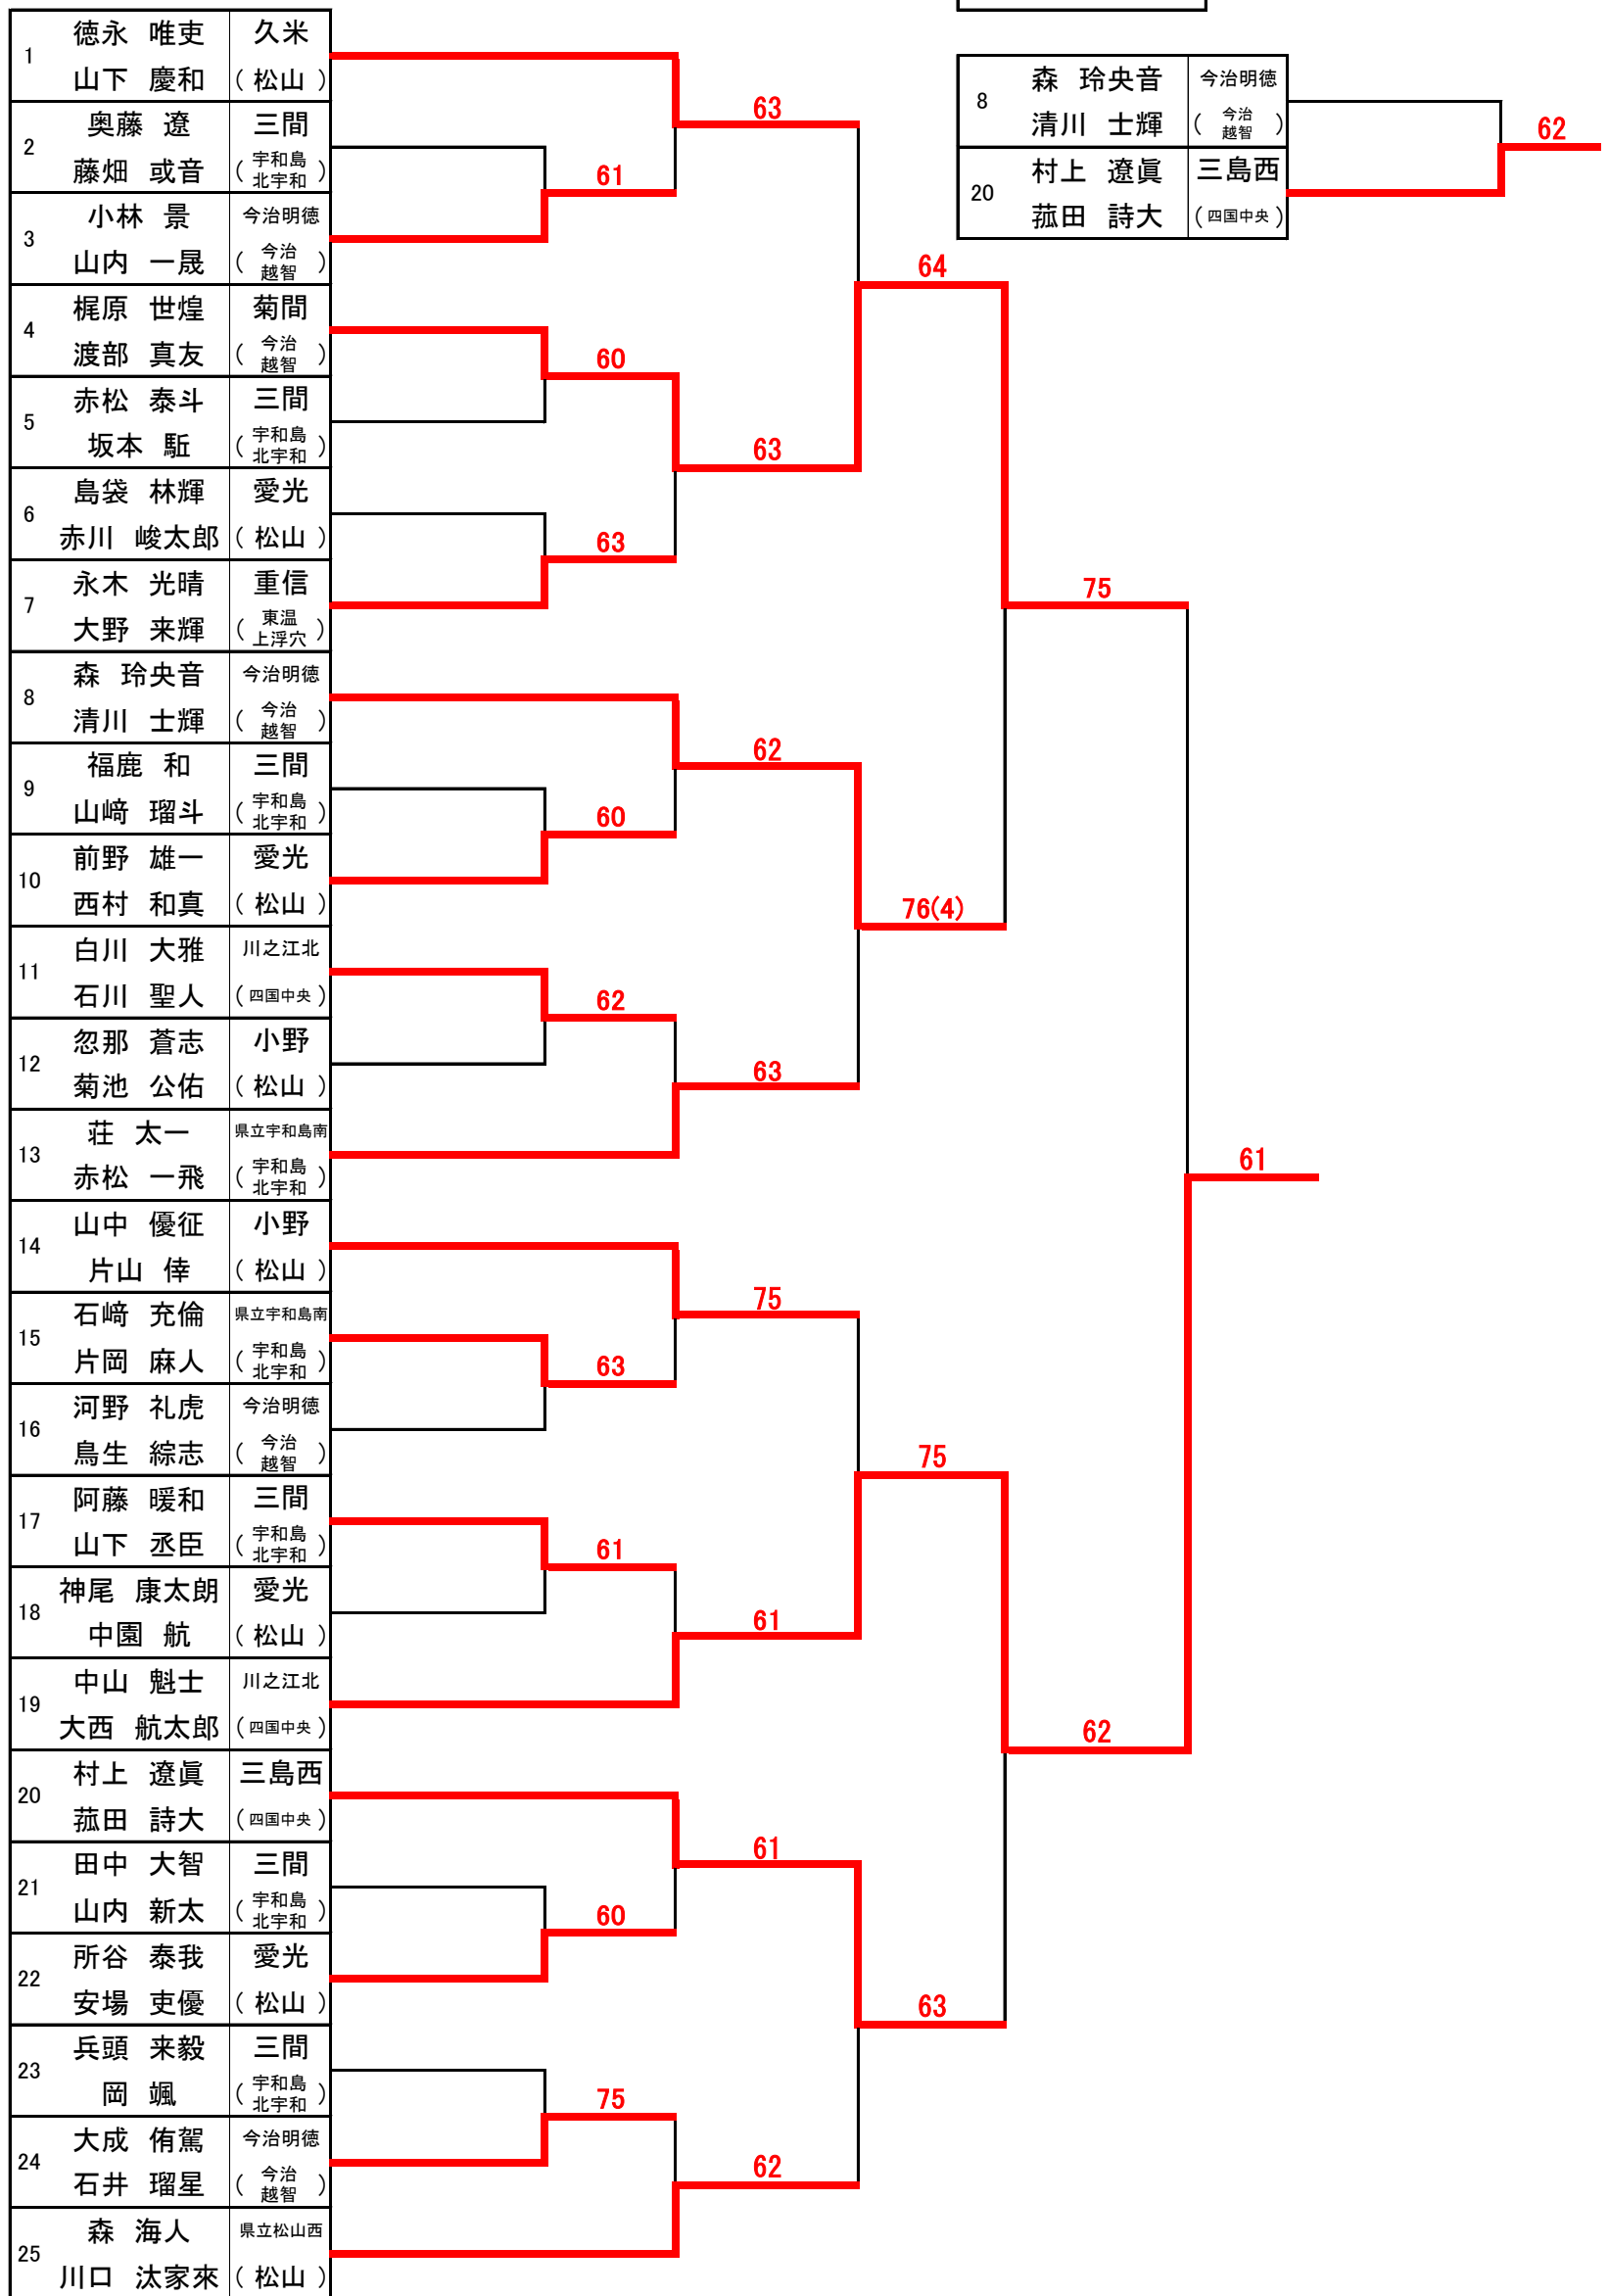 1 徳永 唯吏 久米
山下 慶和 (松山)
2 奥藤 遼 三間
藤畑 或音 (宇和島 北宇和)
3 小林 景 今治明徳
山内 一晟 (今治 越智)
4 梶原 世煌 菊間
渡部 真友 (今治 越智)
5 赤松 泰斗 三間
坂本 駈 (宇和島 北宇和)
6 島袋 林輝 愛光
赤川 峻太郎 (松山)
7 永木 光晴 重信
大野 来輝 (東温 上浮穴)
8 森 玲央音 今治明徳
清川 士輝 (今治 越智)
9 福鹿 和 三間
山﨑 瑠斗 (宇和島 北宇和)
10 前野 雄一 愛光
西村 和真 (松山)
11 白川 大雅 川之江北
石川 聖人 (四国中央)
12 忽那 蒼志 小野
菊池 公佑 (松山)
13 荘 太一 県立宇和島南
赤松 一飛 (宇和島 北宇和)
14 山中 優征 小野
片山 倖 (松山)
15 石﨑 充倫 県立宇和島南
片岡 麻人 (宇和島 北宇和)
16 河野 礼虎 今治明徳
鳥生 綜志 (今治 越智)
17 阿藤 暖和 三間
山下 丞臣 (宇和島 北宇和)
18 神尾 康太朗 愛光
中園 航 (松山)
19 中山 魁士 川之江北
大西 航太郎 (四国中央)
20 村上 遼眞 三島西
菰田 詩大 (四国中央)
21 田中 大智 三間
山内 新太 (宇和島 北宇和)
22 所谷 泰我 愛光
安場 吏優 (松山)
23 兵頭 来毅 三間
岡 颯 (宇和島 北宇和)
24 大成 侑駕 今治明徳
石井 瑠星 (今治 越智)
25 森 海人 県立松山西
川口 汰家來 (松山)
61
60
63
60
62
63
61
60
75
63
63
62
63
75
61
61
62
64
76(4)
75
63
75
62
61
8 森 玲央音 今治明徳
清川 士輝 (今治 越智)
20 村上 遼眞 三島西
菰田 詩大 (四国中央)
62